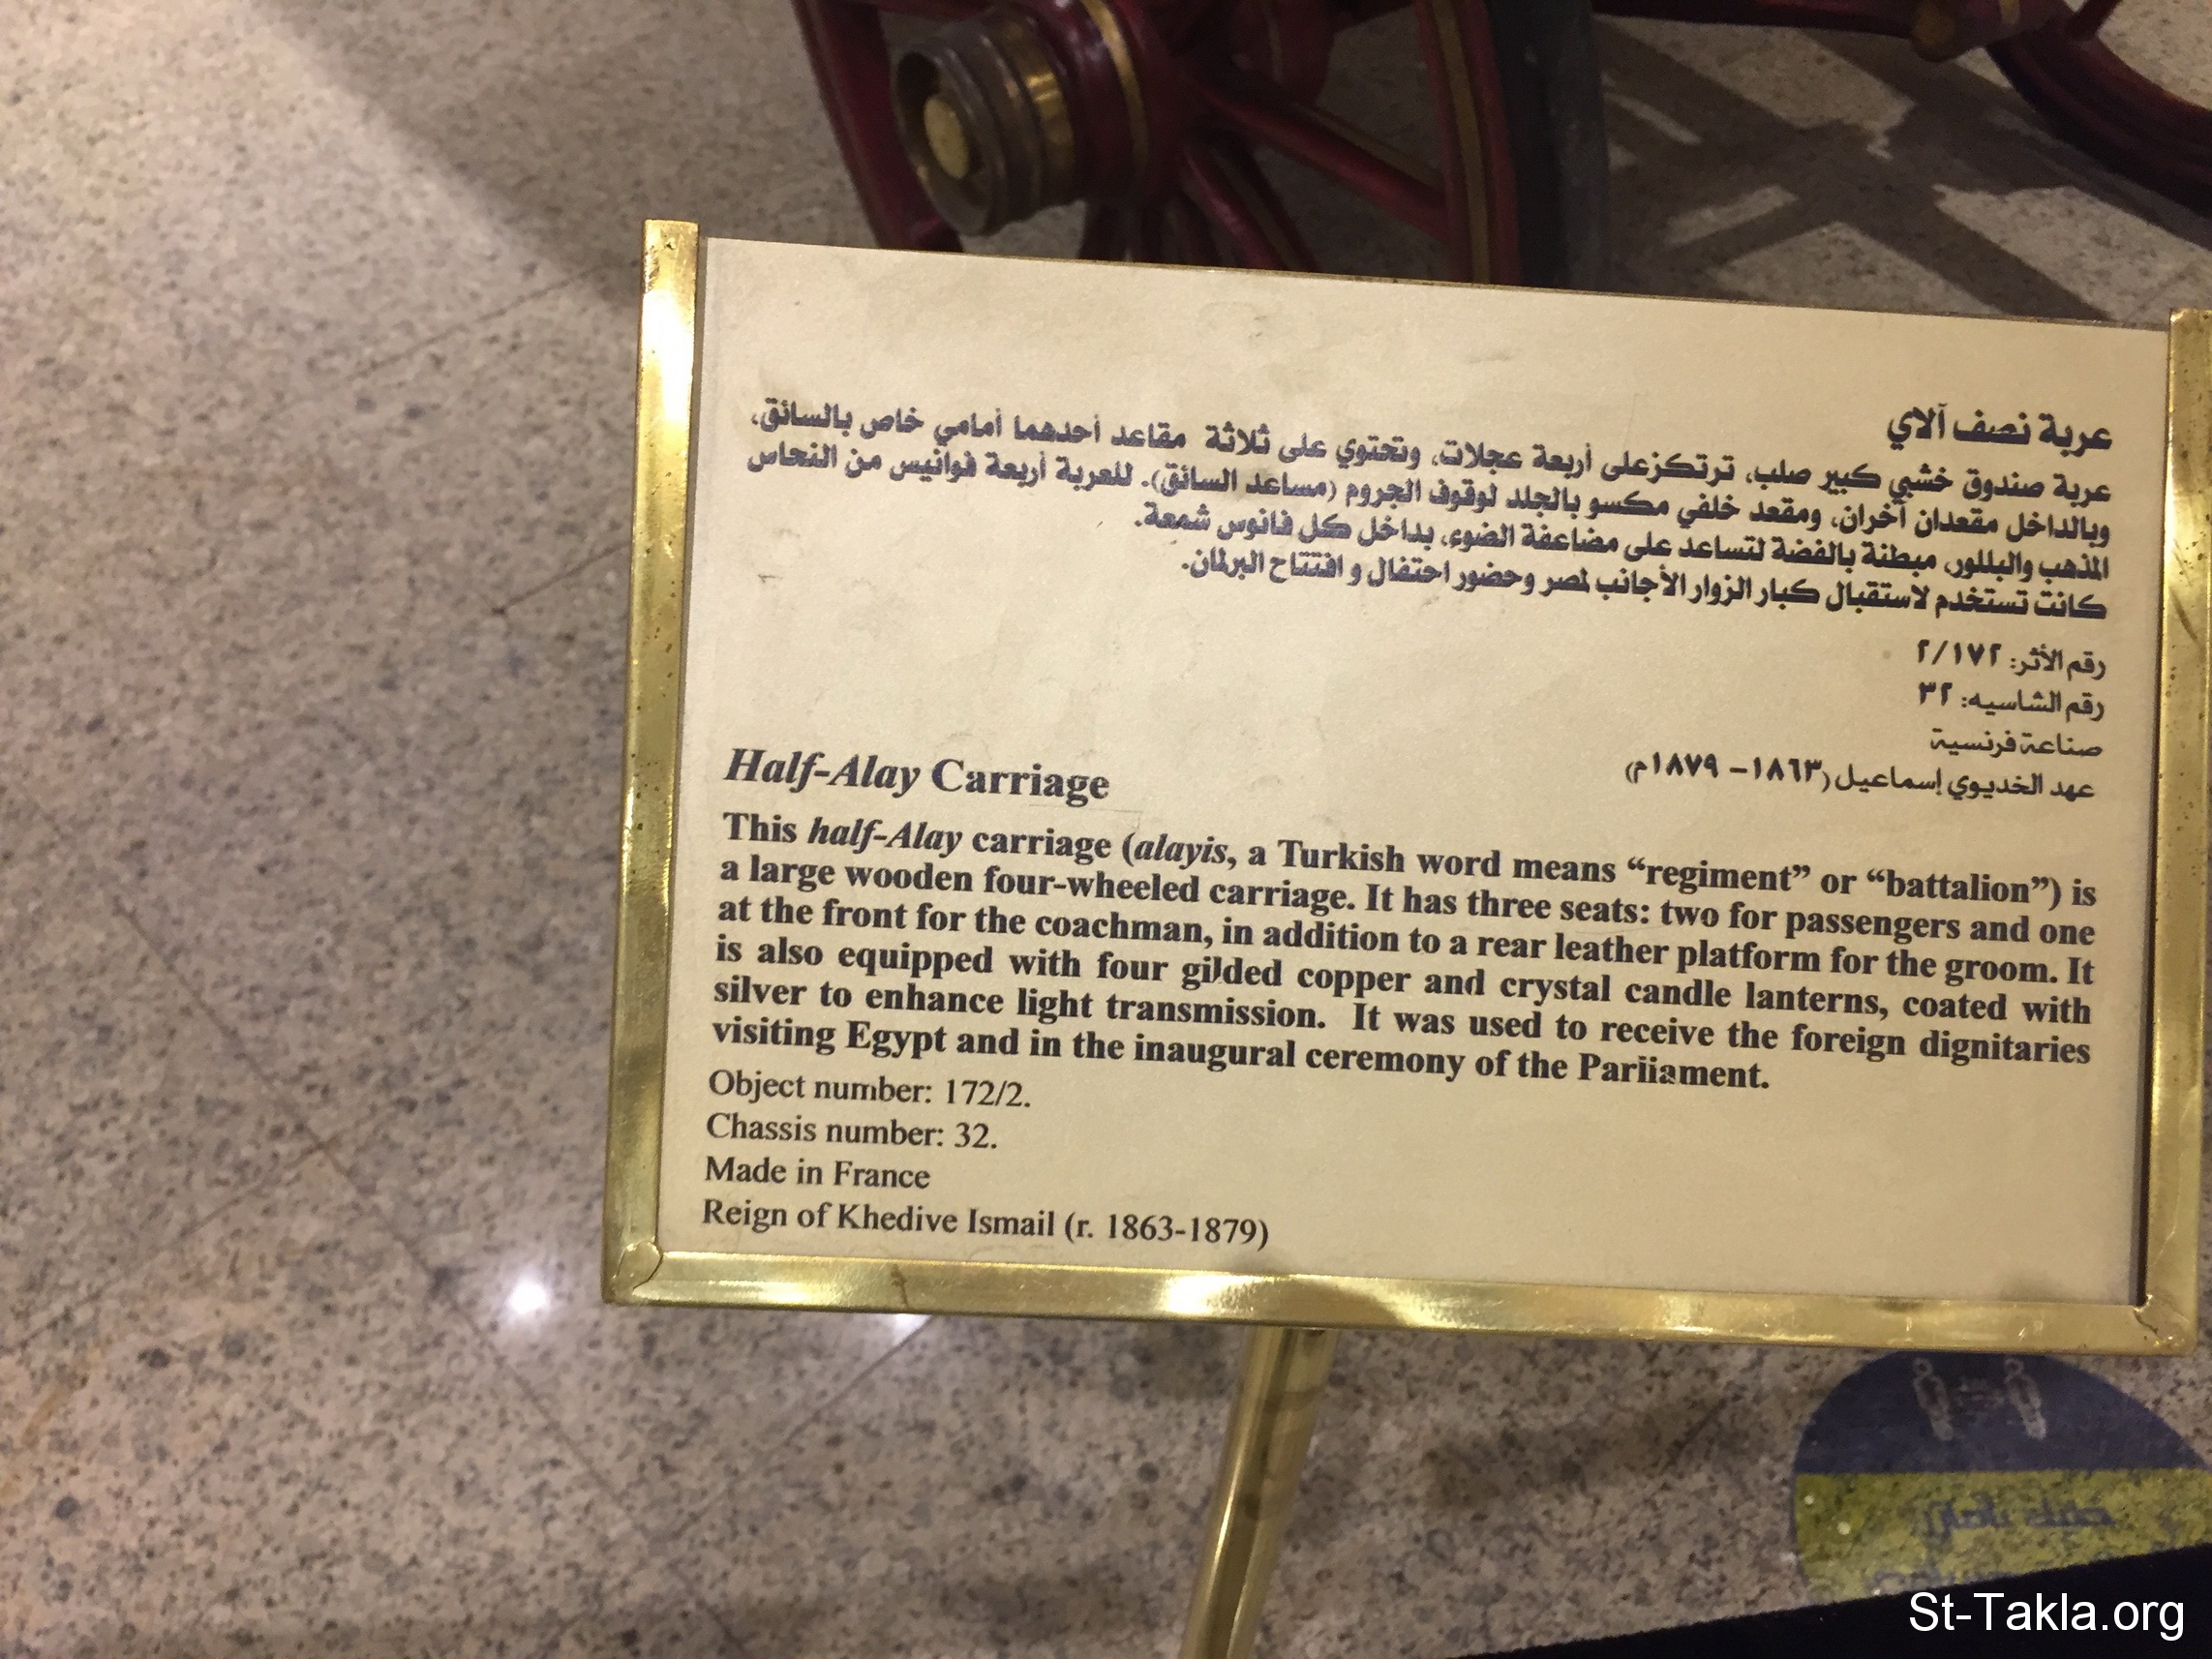 عربة نصف آلاي
عربة صندوق خشبي كبير صلب، ترتكزعلى أربعة عجلات، وتحتوي على ثلاثة مقاعد أحدهما أمامي خاص بالسائق،
وبالداخل مقعدان آخران، ومقعد خلفي مكسو بالجلد لوقوف الجروم (مساعد السائق). للعربة أربعة فوانيس من النحاس
المذهب والبللور، مبطنة بالفضة لتساعد على مضاعفة الضوء، بداخل كل فانوس شمعة.
كانت تستخدم لاستقبال كبار الزوار الأجانب لمصر وحضور احتفال و افتتاح البرلمان.
رقم الأثر: ٢/١٧٢
رقم الشاسيه: ٣٢
صناعة فرنسية
عهد الخديوي إسماعيل (١٨٦٣- ١٨٧٩م)
Half-Alay Carriage
This half-Alay carriage (alayis, a Turkish word means “regiment” or “battalion”) is
a large wooden four-wheeled carriage. It has three seats: two for passengers and one
at the front for the coachman, in addition to a rear leather platform for the groom. It
is also equipped with four gilded copper and crystal candle lanterns, coated with
silver to enhance light transmission. It was used to receive the foreign dignitaries
visiting Egypt and in the inaugural ceremony of the Parliament.
Object number: 172/2.
Chassis number: 32.
Made in France
Reign of Khedive Ismail (r. 1863-1879)
St-Takla.org